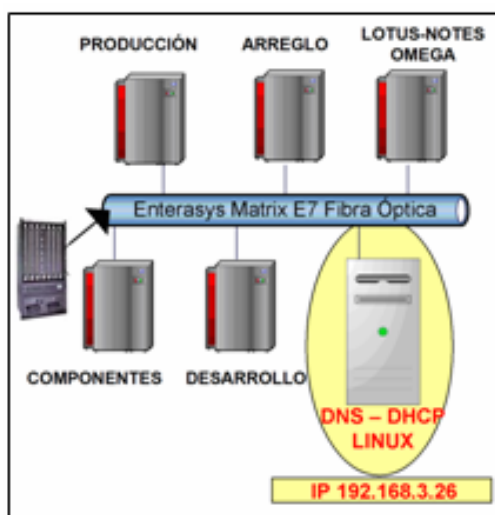 PRODUCCIÓN
ARREGLO
LOTUS-NOTES
OMEGA
Enterasys Matrix E7 Fibra Óptica
COMPONENTES
DESARROLLO
DNS – DHCP
LINUX
IP 192.168.3.26